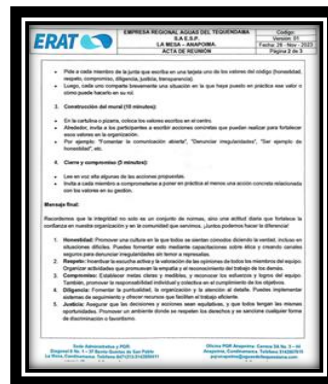 ERAT
EMPRESA REGIONAL AGUAS DEL TEQUENDAMA
S.A E.S.P.
LA MESA – ANAPOIMA.
ACTA DE REUNIÓN
Código:
Versión: 01
Fecha: 28 - Nov - 2023
Página 2 de 3
• Pide a cada miembro de la junta que escriba en una tarjeta uno de los valores del código (honestidad,
respeto, compromiso, diligencia, justicia, transparencia)
• Luego, cada uno comparte brevemente una situación en la que haya puesto en práctica ese valor o
cómo puede hacerlo en su rol.
3. Construcción del mural (10 minutos):
• En la cartulina o pizarra, coloca los valores escritos en el centro.
• Alrededor, invita a los participantes a escribir acciones concretas que puedan realizar para fortalecer
esos valores en la organización.
• Por ejemplo: "Fomentar la comunicación abierta", "Denunciar irregularidades", "Ser ejemplo de
honestidad", etc.
4. Cierre y compromiso (5 minutos):
• Lee en voz alta algunas de las acciones propuestas.
• Invita a cada miembro a comprometerse a poner en práctica al menos una acción concreta relacionada
con los valores en su gestión.
Mensaje final:
Recordemos que la integridad no solo es un conjunto de normas, sino una actitud diaria que fortalece la
confianza en nuestra organización y en la comunidad que servimos. ¡Juntos podemos hacer la diferencia!
1. Honestidad: Promover una cultura en la que todos se sientan cómodos diciendo la verdad, incluso en
situaciones difíciles. Puedes fomentar esto mediante capacitaciones sobre ética y creando canales
seguros para denunciar irregularidades sin temor a represalias.
2. Respeto: Incentivar la escucha activa y la valoración de las opiniones de todos los miembros del equipo.
Organizar actividades que promuevan la empatía y el reconocimiento del trabajo de los demás.
3. Compromiso: Establecer metas claras y medibles, y reconocer los esfuerzos y logros del equipo.
También, promover la responsabilidad individual y colectiva en el cumplimiento de los objetivos.
4. Diligencia: Fomentar la puntualidad, la organización y la atención al detalle. Puedes implementar
sistemas de seguimiento y ofrecer recursos que faciliten el trabajo eficiente.
5. Justicia: Asegurar que las decisiones y acciones sean equitativas, y que todos tengan las mismas
oportunidades. Promover un ambiente donde se respeten los derechos y se sancione cualquier forma
de discriminación o favoritismo.
Sede Administrativa y PQR
Oficina PQR Anapoima: